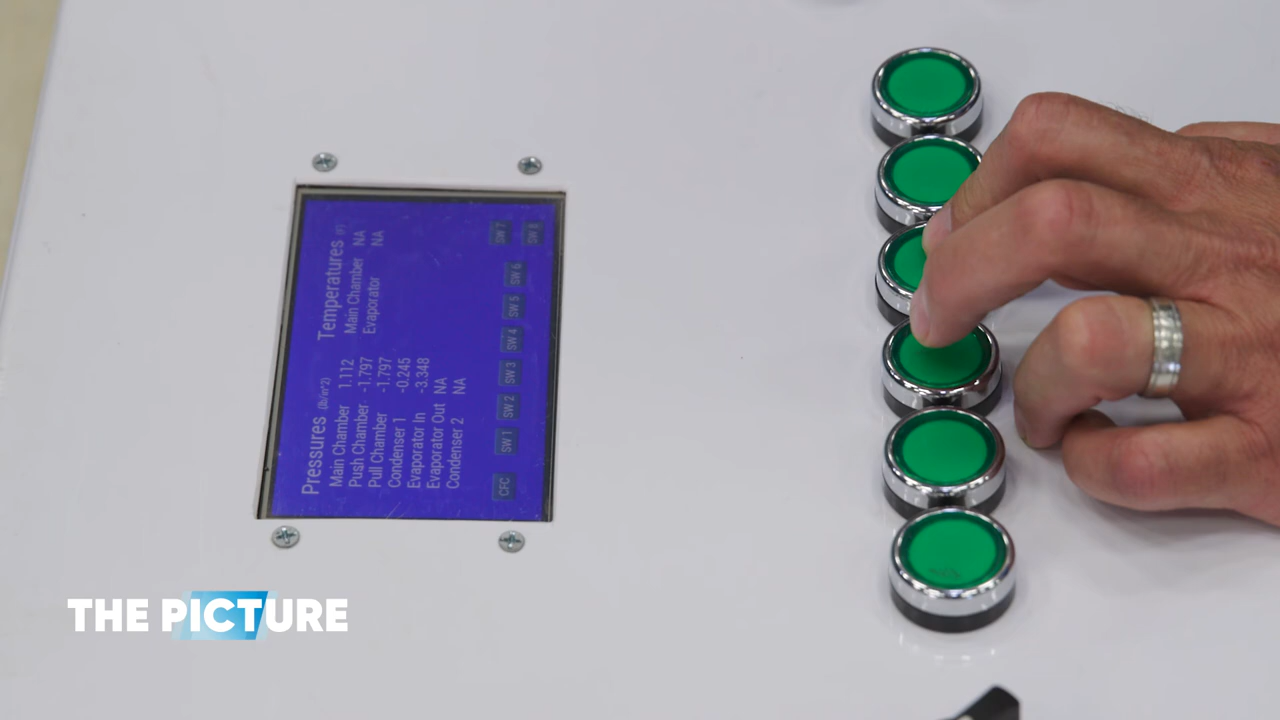 Pressures (lb/in^2)
Main Chamber 1.112
Push Chamber -1.797
Pull Chamber -1.797
Condenser 1 -0.245
Evaporator In -3.348
Evaporator Out NA
Condenser 2 NA
Temperatures (F)
Main Chamber NA
Evaporator NA
CFC SW 1 SW 2 SW 3 SW 4 SW 5 SW 6 SW 7
SW 8
THE PICTURE